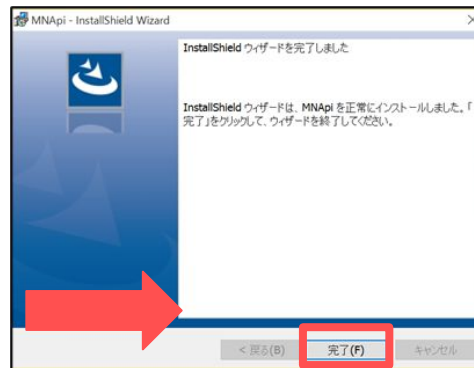 MNApi - InstallShield Wizard
InstallShield ウィザードを完了しました
InstallShield ウィザードは、MNApi を正常にインストールしました。「
完了」をクリックして、ウィザードを終了してください。
< 戻る(B) 完了(F) キャンセル